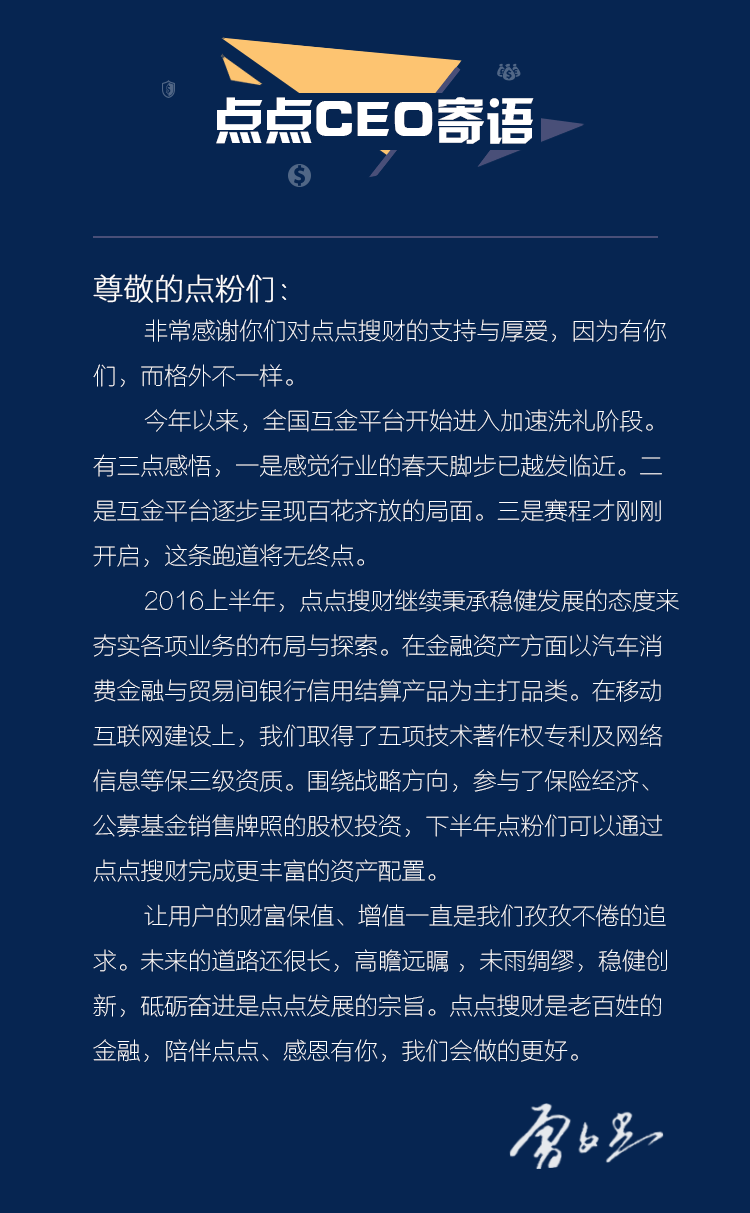 点点CEO寄语
尊敬的点粉们：
非常感谢你们对点点搜财的支持与厚爱，因为有你
们，而格外不一样。
今年以来，全国互金平台开始进入加速洗礼阶段。
有三点感悟，一是感觉行业的春天脚步已越发临近。二
是互金平台逐步呈现百花齐放的局面。三是赛程才刚刚
开启，这条跑道将无终点。
2016上半年，点点搜财继续秉承稳健发展的态度来
夯实各项业务的布局与探索。在金融资产方面以汽车消
费金融与贸易间银行信用结算产品为主打品类。在移动
互联网建设上，我们取得了五项技术著作权专利及网络
信息等保三级资质。围绕战略方向，参与了保险经济、
公募基金销售牌照的股权投资，下半年点粉们可以通过
点点搜财完成更丰富的资产配置。
让用户的财富保值、增值一直是我们孜孜不倦的追
求。未来的道路还很长，高瞻远瞩 ，未雨绸缪，稳健创
新，砥砺奋进是点点发展的宗旨。点点搜财是老百姓的
金融，陪伴点点、感恩有你，我们会做的更好。